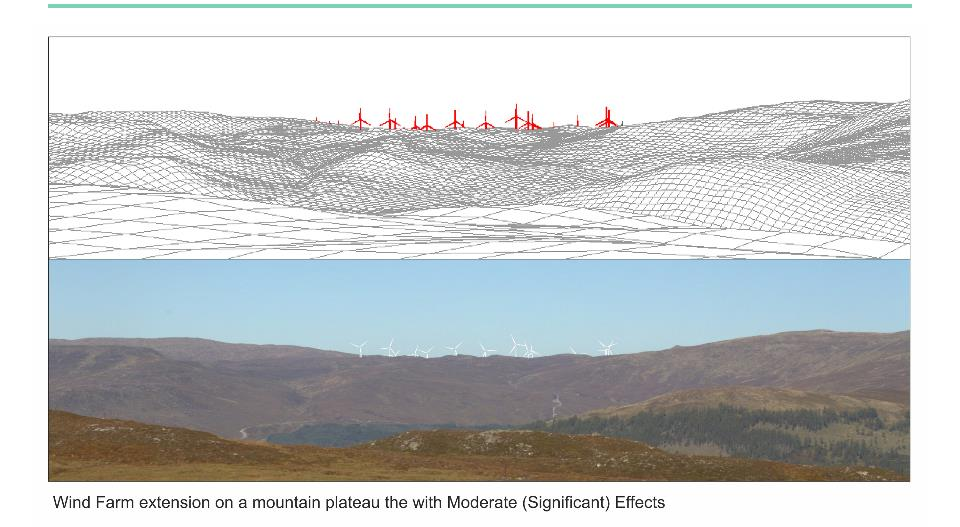 Wind Farm extension on a mountain plateau the with Moderate (Significant) Effects